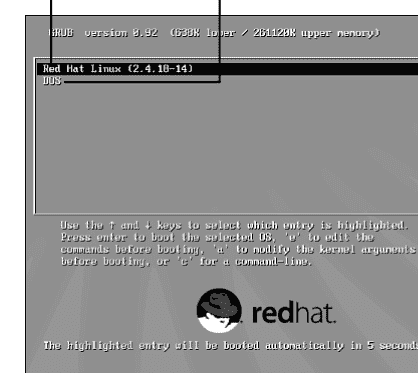 GRUB version 0.92 (638K lower / 261120K upper memory)
Red Hat Linux (2.4.18-14)
DOS
Use the ↑ and ↓ keys to select which entry is highlighted.
Press enter to boot the selected OS, 'e' to edit the
commands before booting, 'a' to modify the kernel arguments
before booting, or 'c' for a command-line.
redhat.
The highlighted entry will be booted automatically in 5 seconds